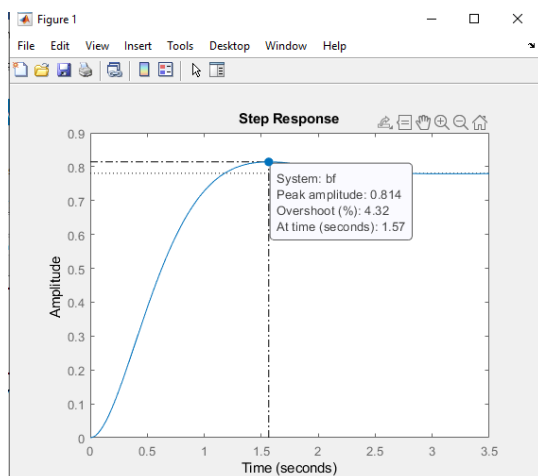 Figure 1
File Edit View Insert Tools Desktop Window Help
Step Response
0.9
0.8
0.7
0.6
0.5
0.4
0.3
0.2
0.1
0
Amplitude
System: bf
Peak amplitude: 0.814
Overshoot (%): 4.32
At time (seconds): 1.57
0 0.5 1 1.5 2 2.5 3 3.5
Time (seconds)